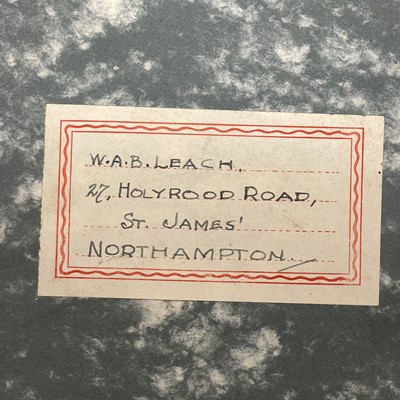 W.A.B. LEACH,
27, HOLYROOD ROAD,
ST. JAMES'
NORTHAMPTON